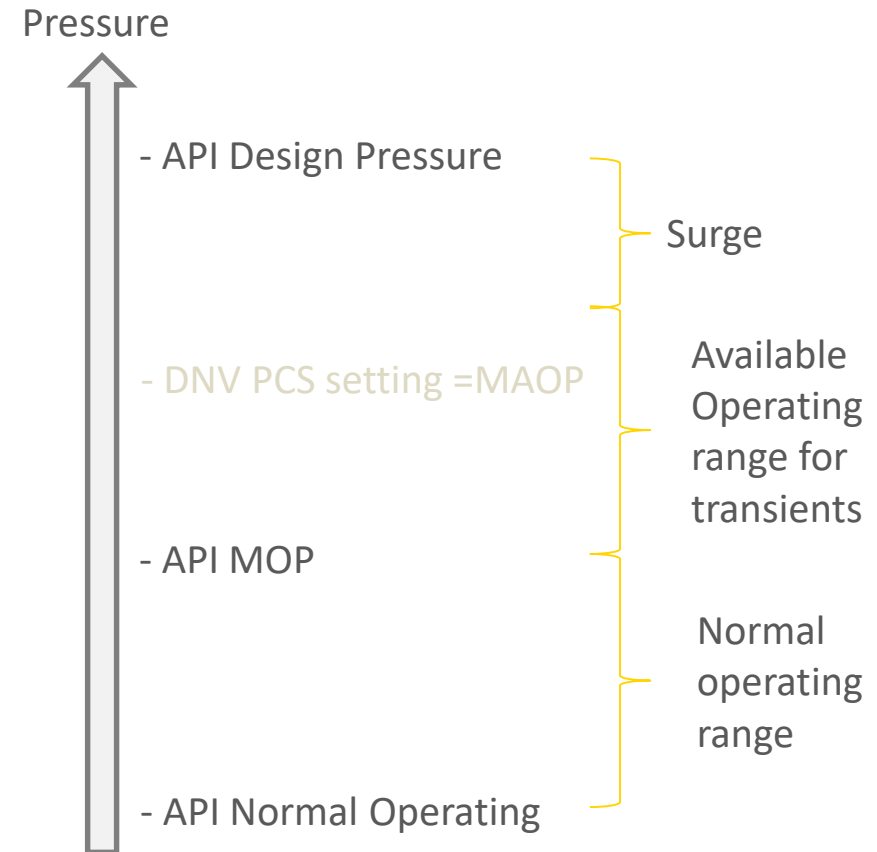 Pressure
- API Design Pressure
Surge
- DNV PCS setting =MAOP
Available
Operating
range for
transients
- API MOP
Normal
operating
range
- API Normal Operating